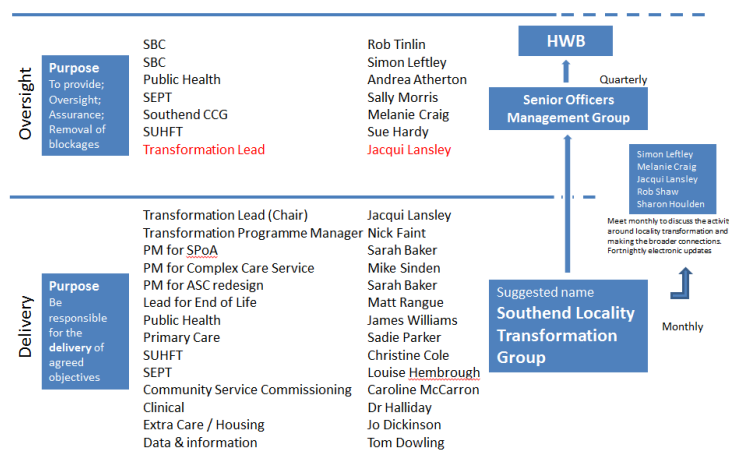 Oversight
Purpose
To provide;
Oversight;
Assurance;
Removal of
blockages
SBC Rob Tinlin
SBC Simon Leftley
Public Health Andrea Atherton
SEPT Sally Morris
Southend CCG Melanie Craig
SUHFT Sue Hardy
Transformation Lead Jacqui Lansley
HWB
Quarterly
Senior Officers
Management Group
Simon Leftley
Melanie Craig
Jacqui Lansley
Rob Shaw
Sharon Houlden
Meet monthly to discuss the activit
around locality transformation and
making the broader connections.
Fortnightly electronic updates
Delivery
Purpose
Be
responsible
for the
delivery of
agreed
objectives
Transformation Lead (Chair) Jacqui Lansley
Transformation Programme Manager Nick Faint
PM for SPoA Sarah Baker
PM for Complex Care Service Mike Sinden
PM for ASC redesign Sarah Baker
Lead for End of Life Matt Rangue
Public Health James Williams
Primary Care Sadie Parker
SUHFT Christine Cole
SEPT Louise Hembrough
Community Service Commissioning Caroline McCarron
Clinical Dr Halliday
Extra Care / Housing Jo Dickinson
Data & information Tom Dowling
Suggested name
Southend Locality
Transformation
Group
Monthly